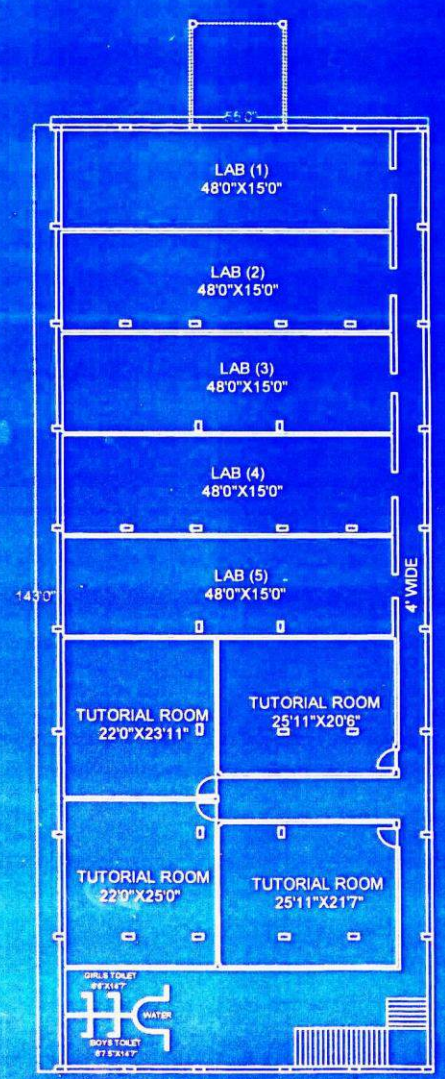 55'0"
LAB (1)
48'0"X15'0"
LAB (2)
48'0"X15'0"
LAB (3)
48'0"X15'0"
LAB (4)
48'0"X15'0"
LAB (5)
48'0"X15'0"
143'0"
4' WIDE
TUTORIAL ROOM
22'0"X23'11"
TUTORIAL ROOM
25'11"X20'6"
TUTORIAL ROOM
22'0"X25'0"
TUTORIAL ROOM
25'11"X21'7"
GIRLS TOILET
WATER
BOYS TOILET